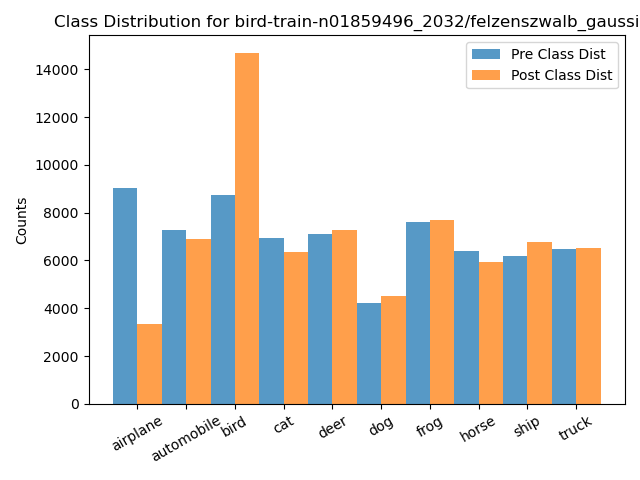 Class Distribution for bird-train-n01859496_2032/felzenszwalb_gaussi
Pre Class Dist
Post Class Dist
Counts
14000
12000
10000
8000
6000
4000
2000
0
airplane
automobile
bird
cat
deer
dog
frog
horse
ship
truck